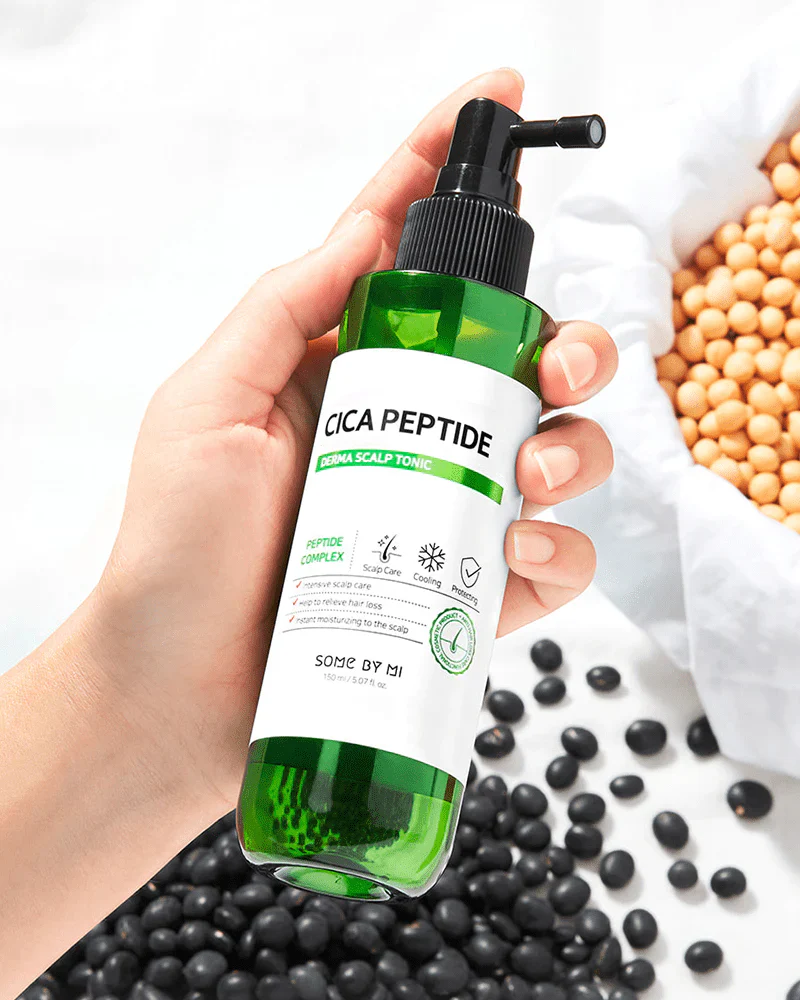 CICA PEPTIDE
DERMA SCALP TONIC
PEPTIDE
COMPLEX
Scalp Care
Cooling
Protecting
Intensive scalp care
Help to relieve hair loss
Instant moisturizing to the scalp
SOME BY MI
150 ml / 5.07 fl. oz.